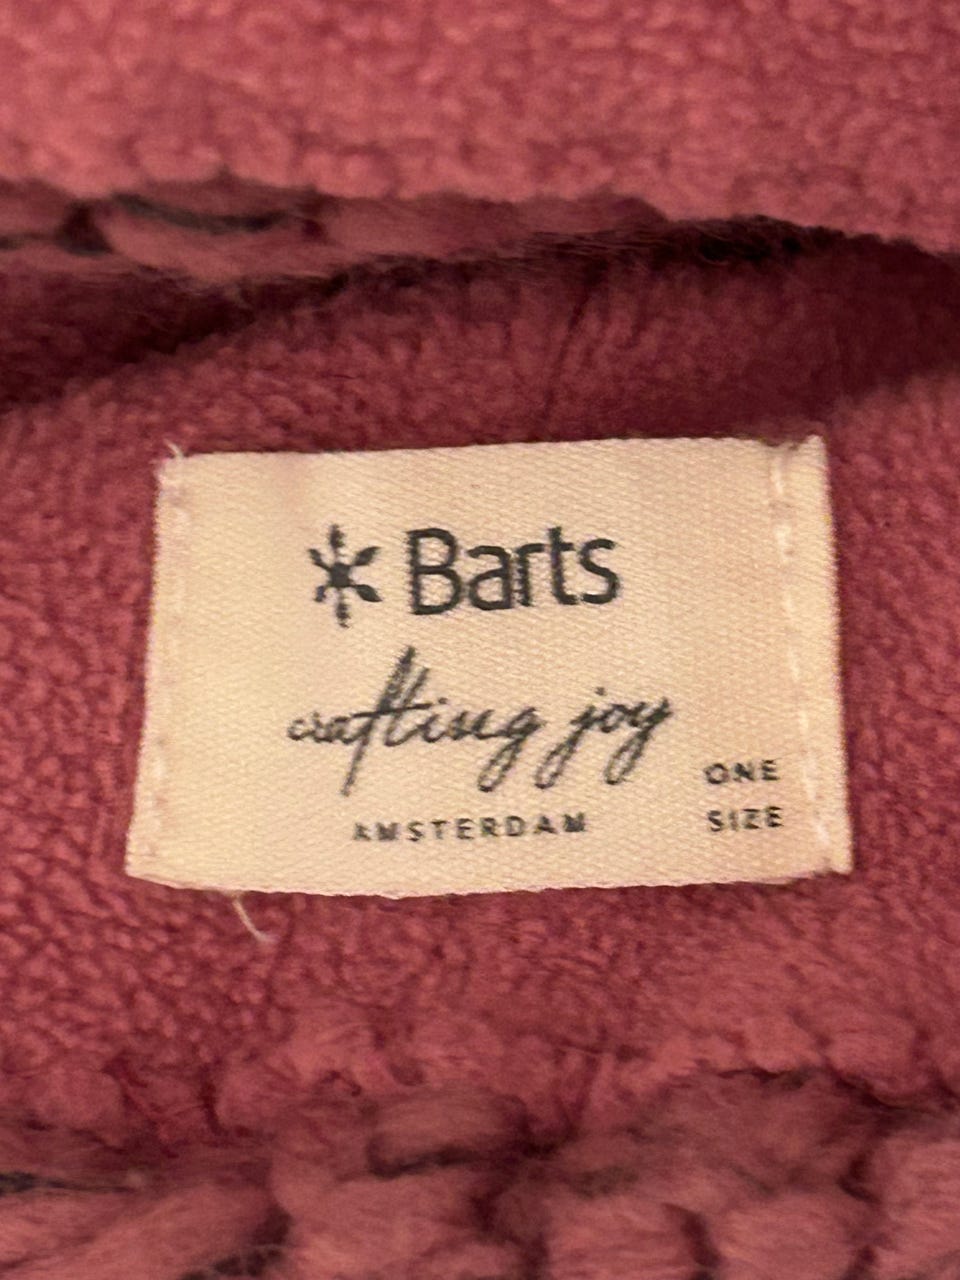 Barts
crafting joy
AMSTERDAM
ONE
SIZE